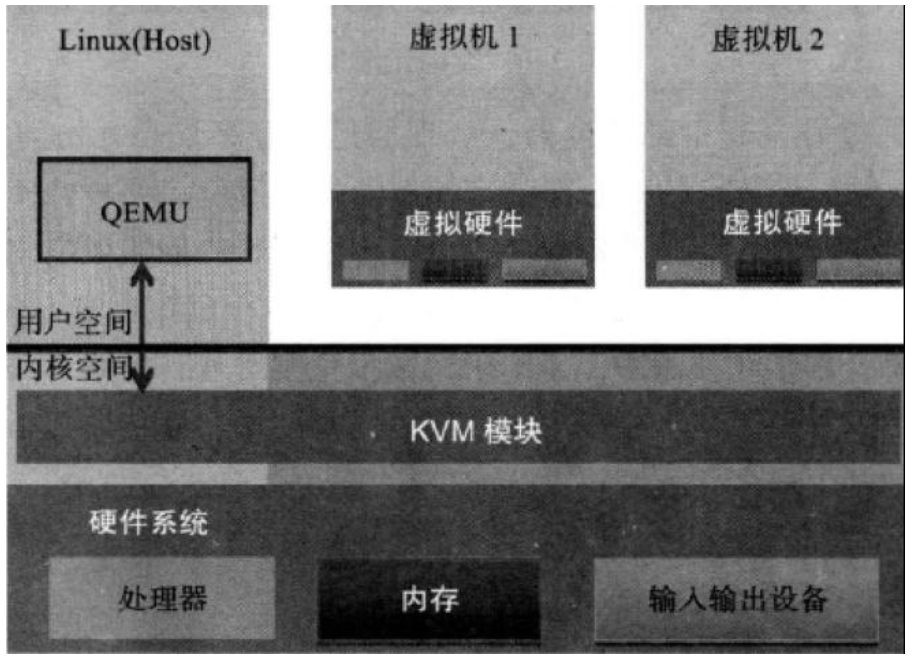 Linux(Host)
虚拟机 1
虚拟机 2
QEMU
虚拟硬件
虚拟硬件
用户空间
内核空间
KVM 模块
硬件系统
处理器
内存
输入输出设备